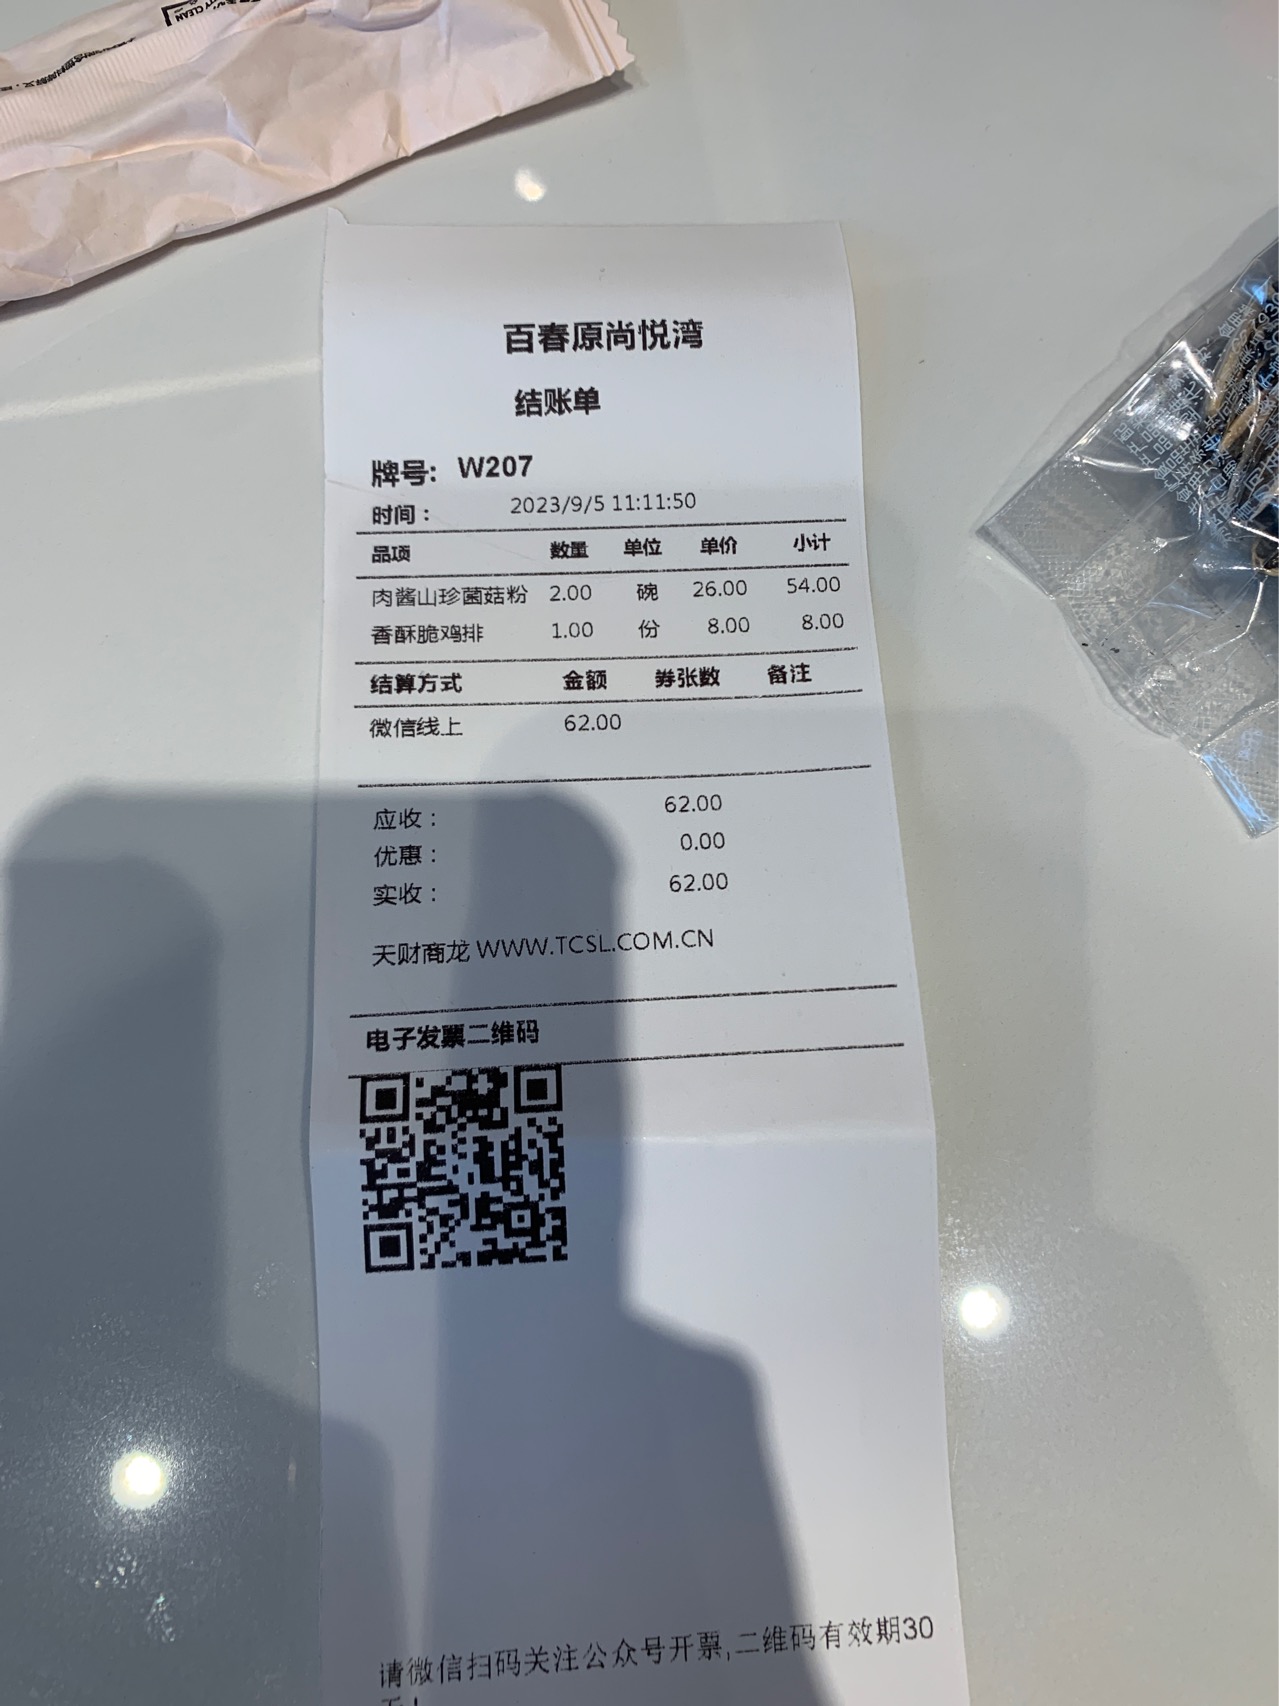 TY CLEAN
百春原尚悦湾
结账单
牌号: W207
时间： 2023/9/5 11:11:50
品项 数量 单位 单价 小计
肉酱山珍菌菇粉 2.00 碗 26.00 54.00
香酥脆鸡排 1.00 份 8.00 8.00
结算方式 金额 券张数 备注
微信线上 62.00
应收： 62.00
优惠： 0.00
实收： 62.00
天财商龙 WWW.TCSL.COM.CN
电子发票二维码
请微信扫码关注公众号开票,二维码有效期30